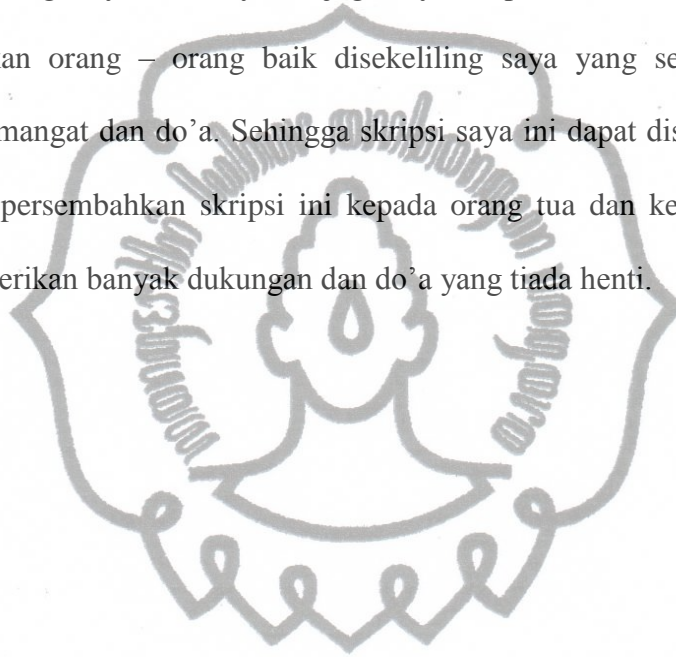 kan orang – orang baik disekeliling saya yang se
mangat dan do’a. Sehingga skripsi saya ini dapat dis
persembahkan skripsi ini kepada orang tua dan ke
erikan banyak dukungan dan do’a yang tiada henti.